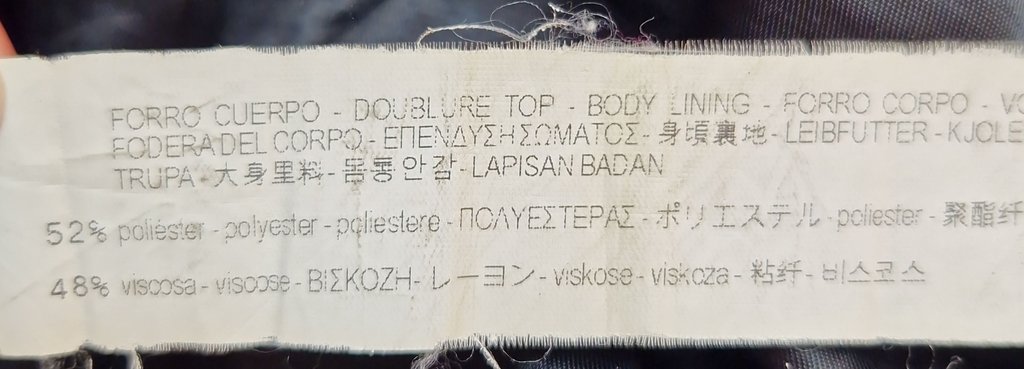 FORRO CUERPO - DOUBLURE TOP - BODY LINING - FORRO CORPO - VO
FODERA DEL CORPO - ΕΠΕΝΔΥΣΗ ΣΩΜΑΤΟΣ - 身頃裏地 - LEIBFUTTER - KJOLE
TRUPA - 大身里料 - 몸통안감 - LAPISAN BADAN
52% poliéster - polyester - poliestere - ΠΟΛΥΕΣΤΕΡΑΣ - ポリエステル - poliester - 聚酯纤
48% viscosa - viscose - ΒΙΣΚΟΖΗ - レーヨン - viskose - viskoza - 粘纤 - 비스코스